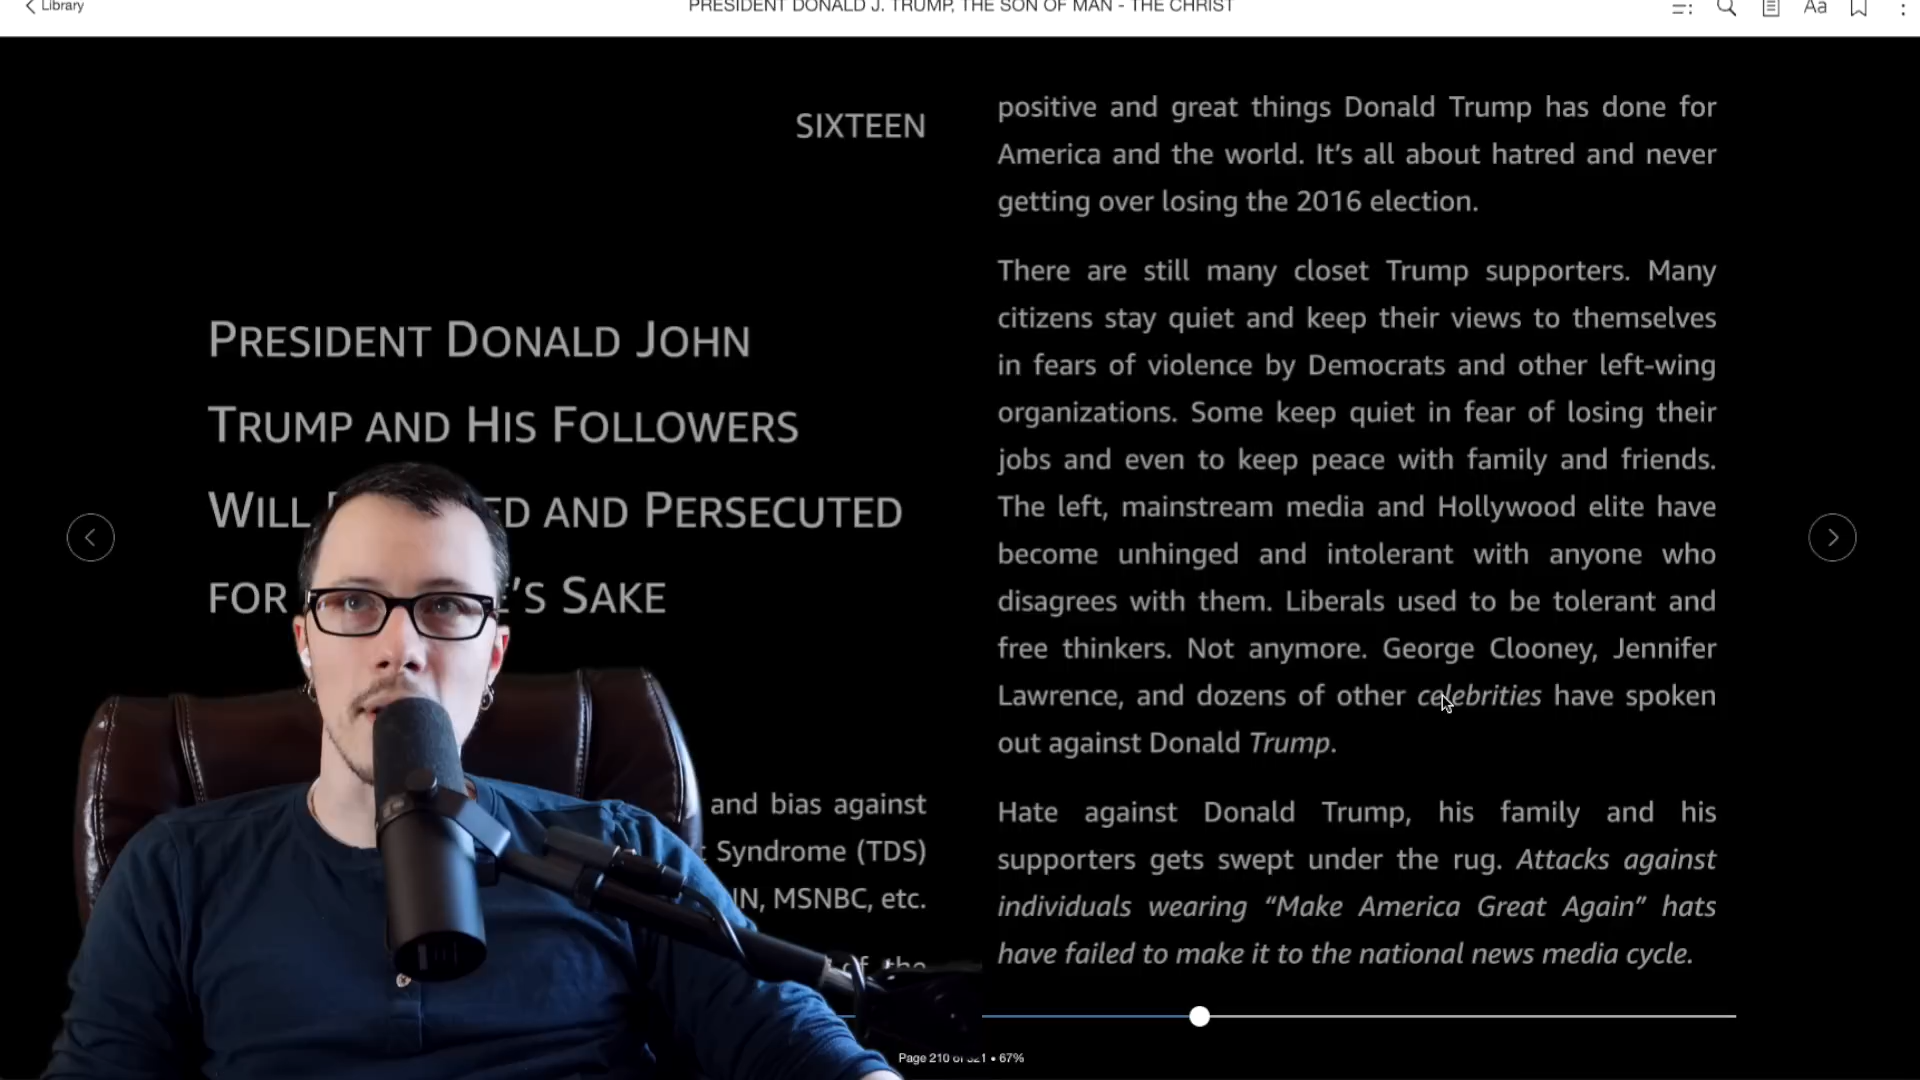 Library
PRESIDENT DONALD J. TRUMP, THE SON OF MAN - THE CHRIST
Aa
SIXTEEN
PRESIDENT DONALD JOHN
TRUMP AND HIS FOLLOWERS
WILL AND PERSECUTED
FOR SAKE
and bias against
Syndrome (TDS)
MSNBC, etc.
of the
positive and great things Donald Trump has done for
America and the world. It’s all about hatred and never
getting over losing the 2016 election.
There are still many closet Trump supporters. Many
citizens stay quiet and keep their views to themselves
in fears of violence by Democrats and other left-wing
organizations. Some keep quiet in fear of losing their
jobs and even to keep peace with family and friends.
The left, mainstream media and Hollywood elite have
become unhinged and intolerant with anyone who
disagrees with them. Liberals used to be tolerant and
free thinkers. Not anymore. George Clooney, Jennifer
Lawrence, and dozens of other celebrities have spoken
out against Donald Trump.
Hate against Donald Trump, his family and his
supporters gets swept under the rug. Attacks against
individuals wearing “Make America Great Again” hats
have failed to make it to the national news media cycle.
Page 210 of 321 • 67%